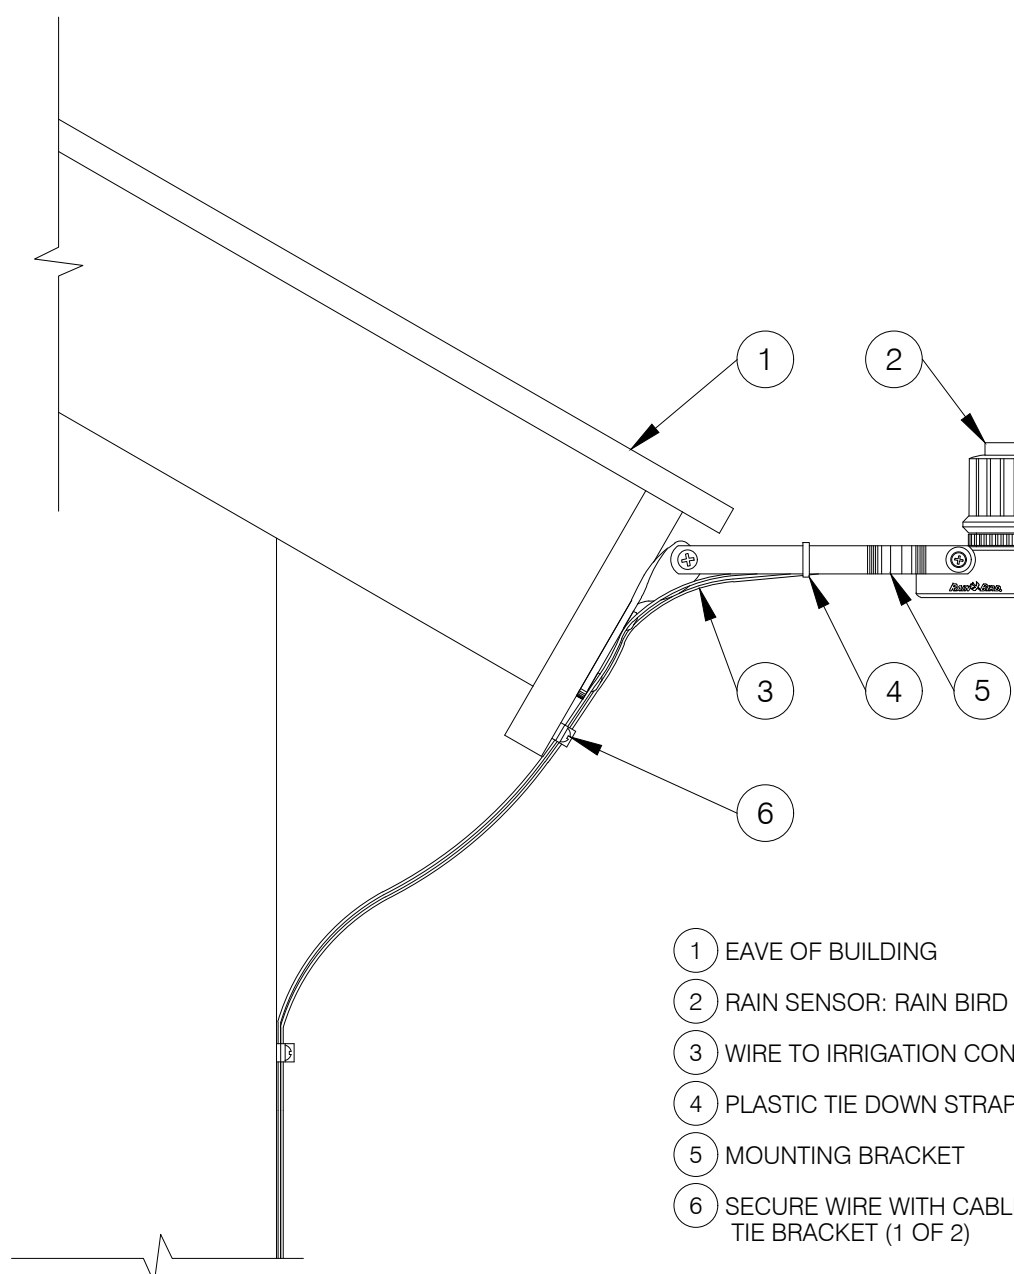 1
2
RAIN BIRD
3
4
5
6
1 EAVE OF BUILDING
2 RAIN SENSOR: RAIN BIRD
3 WIRE TO IRRIGATION CON
4 PLASTIC TIE DOWN STRAP
5 MOUNTING BRACKET
6 SECURE WIRE WITH CABL
TIE BRACKET (1 OF 2)